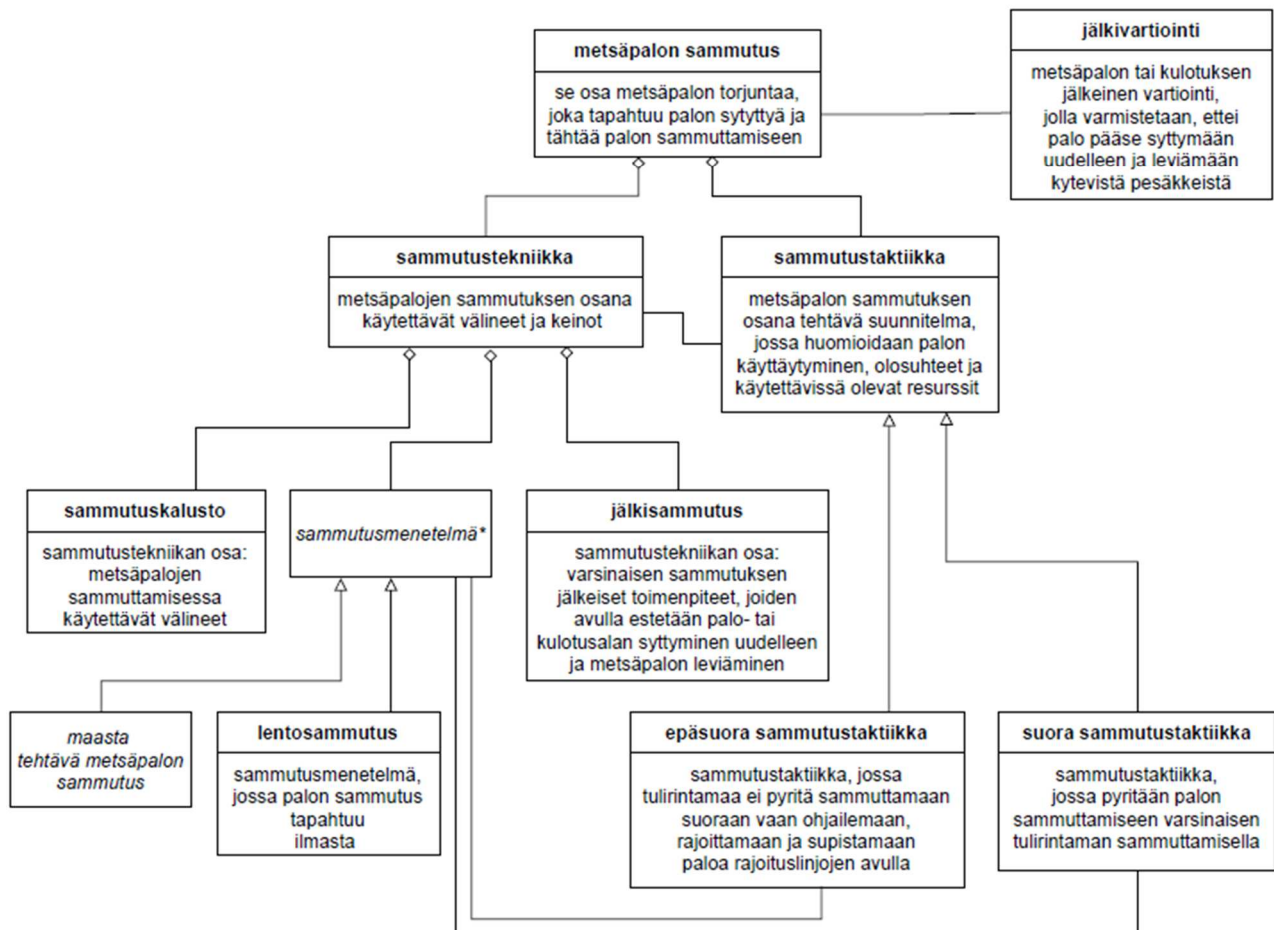 metsäpalon sammutus
se osa metsäpalon torjuntaa,
joka tapahtuu palon sytyttyä ja
tähtää palon sammuttamiseen
jälkivartiointi
metsäpalon tai kulotuksen
jälkeinen vartiointi,
jolla varmistetaan, ettei
palo pääse syttymään
uudelleen ja leviämään
kytevistä pesäkkeistä
sammutustekniikka
metsäpalojen sammutuksen osana
käytettävät välineet ja keinot
sammutustaktiikka
metsäpalon sammutuksen
osana tehtävä suunnitelma,
jossa huomioidaan palon
käyttäytyminen, olosuhteet ja
käytettävissä olevat resurssit
sammutuskalusto
sammutustekniikan osa:
metsäpalojen
sammuttamisessa
käytettävät välineet
sammutusmenetelmä*
jälkisammutus
sammutustekniikan osa:
varsinaisen sammutuksen
jälkeiset toimenpiteet, joiden
avulla estetään palo- tai
kulotusalan syttyminen uudelleen
ja metsäpalon leviäminen
maasta
tehtävä metsäpalon
sammutus
lentosammutus
sammutusmenetelmä,
jossa palon sammutus
tapahtuu
ilmasta
epäsuora sammutustaktiikka
sammutustaktiikka, jossa
tulirintamaa ei pyritä sammuttamaan
suoraan vaan ohjailemaan,
rajoittamaan ja supistamaan
paloa rajoituslinjojen avulla
suora sammutustaktiikka
sammutustaktiikka,
jossa pyritään palon
sammuttamiseen varsinaisen
tulirintaman sammuttamisella